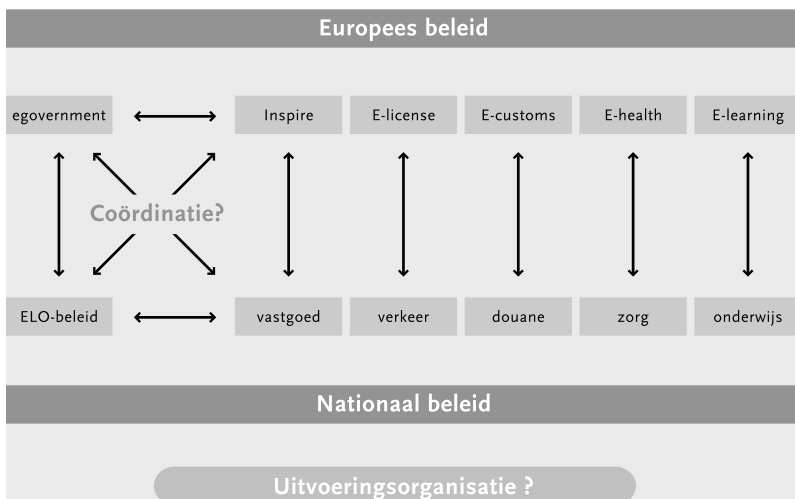 Europees beleid
egovernment Inspire E-license E-customs E-health E-learning
Coördinatie?
ELO-beleid vastgoed verkeer douane zorg onderwijs
Nationaal beleid
Uitvoeringsorganisatie ?